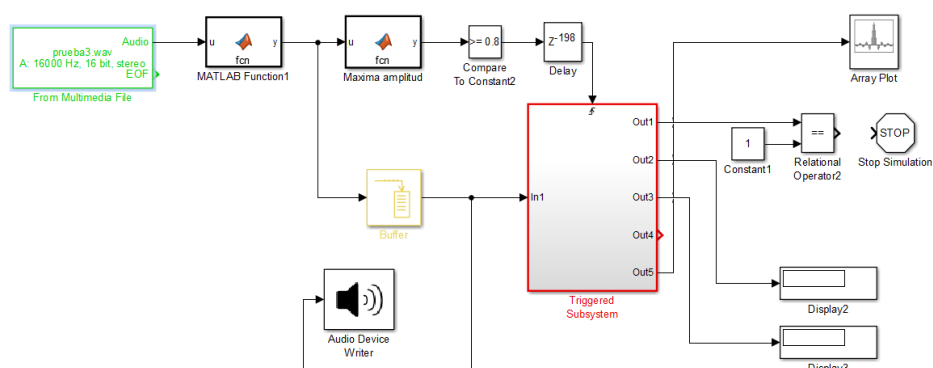 Audio
prueba3.wav
A: 16000 Hz, 16 bit, stereo
EOF
From Multimedia File
u
y
fcn
MATLAB Function1
u
y
fcn
Maxima amplitud
>= 0.8
Compare
To Constant2
Z-198
Delay
Array Plot
Out1
Out2
In1
Out3
Out4
Out5
Triggered
Subsystem
1
Constant1
==
Relational
Operator2
STOP
Stop Simulation
Buffer
Audio Device
Writer
Display2
Display3